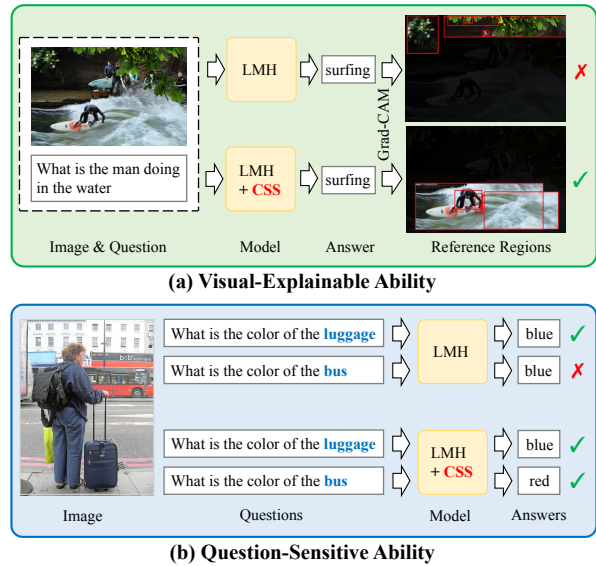 What is the man doing
in the water
LMH
surfing
LMH
+ CSS
surfing
Grad-CAM
✗
✓
Image & Question
Model
Answer
Reference Regions
(a) Visual-Explainable Ability
What is the color of the luggage
What is the color of the bus
LMH
blue
✓
blue
✗
What is the color of the luggage
What is the color of the bus
LMH
+ CSS
blue
✓
red
✓
Image
Questions
Model
Answers
(b) Question-Sensitive Ability